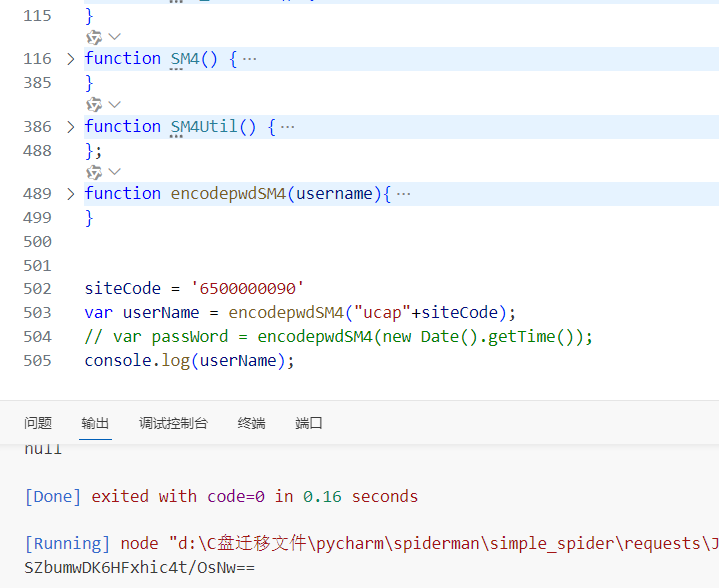 115 }
116 > function SM4() { ···
385 }
386 > function SM4Util() { ···
488 };
489 > function encodepwdSM4(username){ ···
499 }
500
501
502 siteCode = '6500000090'
503 var userName = encodepwdSM4("ucap"+siteCode);
504 // var passWord = encodepwdSM4(new Date().getTime());
505 console.log(userName);
问题 输出 调试控制台 终端 端口
null
[Done] exited with code=0 in 0.16 seconds
[Running] node "d:\C盘迁移文件\pycharm\spiderman\simple_spider\requests\J
SZbumwDK6HFxhic4t/OsNw==